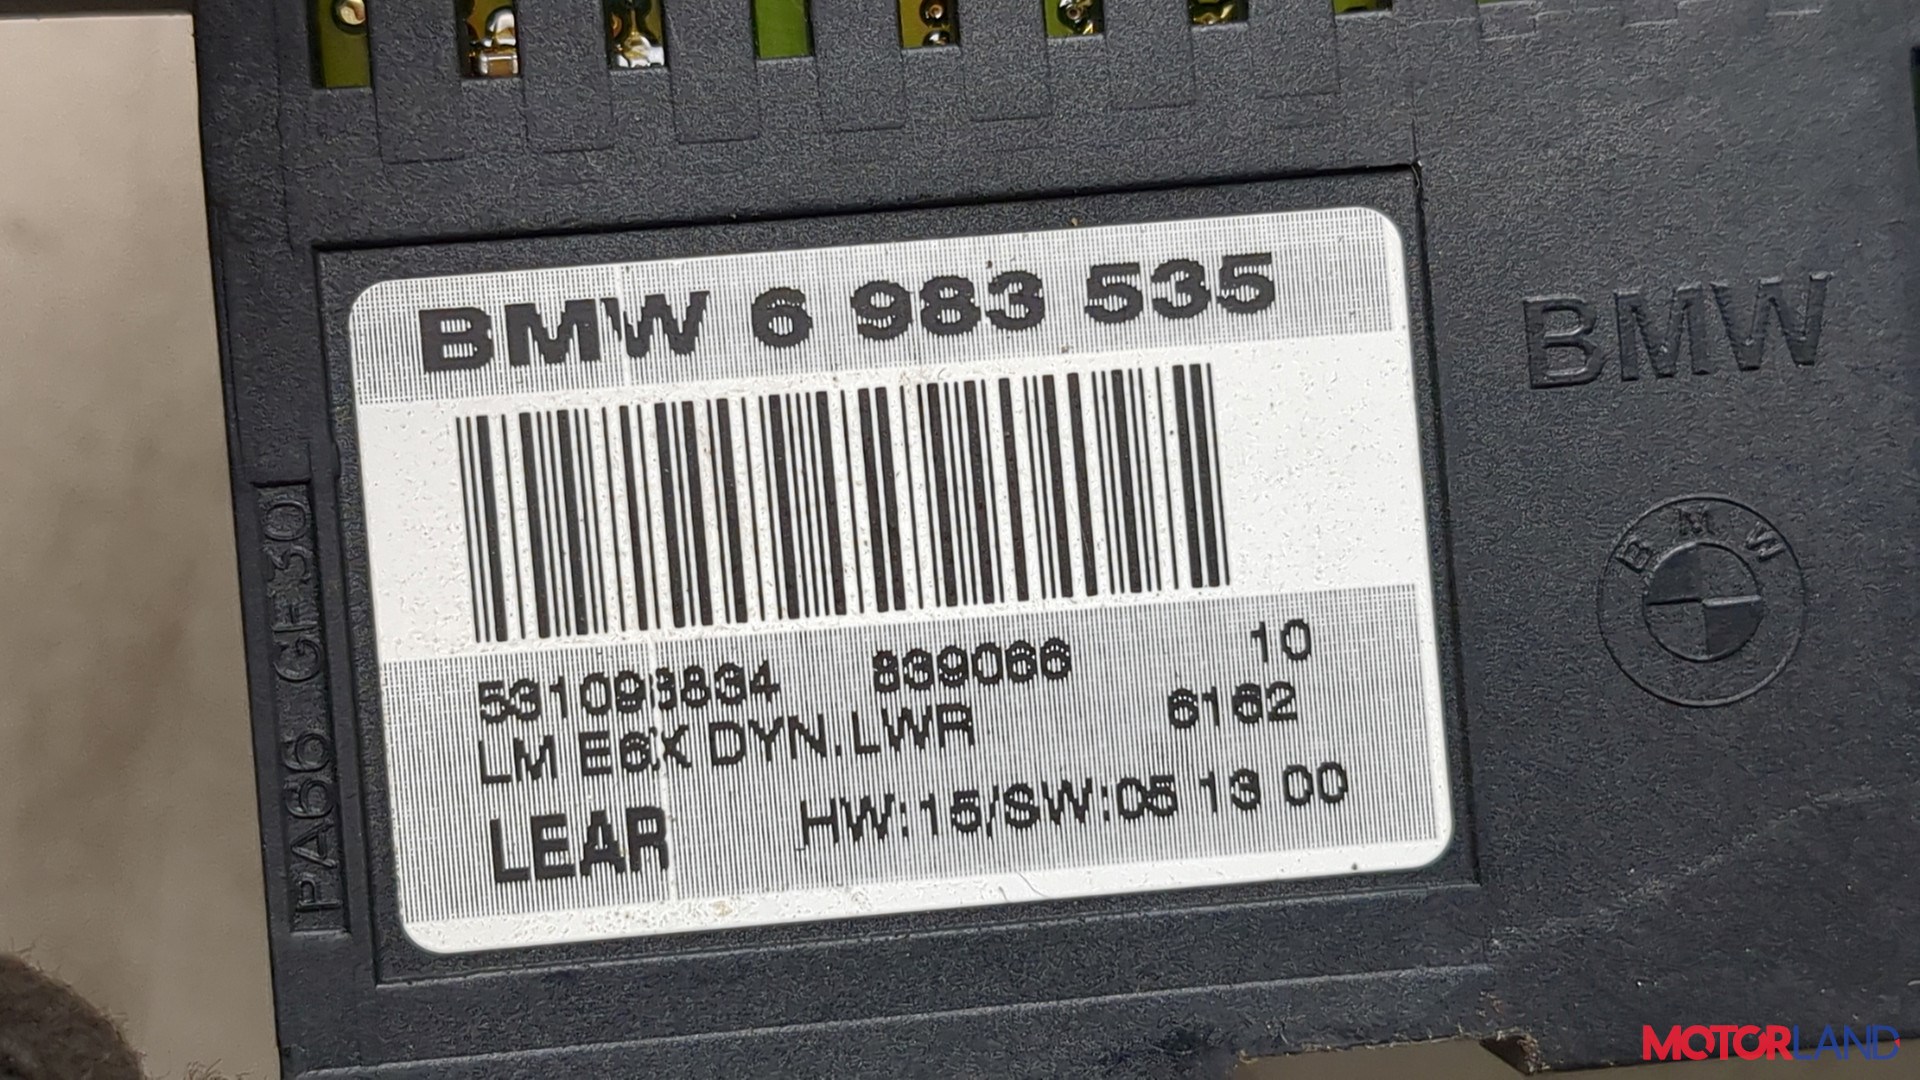 BMW 6 983 535
531093834 839066 10
LM E6X DYN.LWR 6162
LEAR HW:15/SW:05 13 00
PA66 GF30
BMW
BMW
MOTORLAND